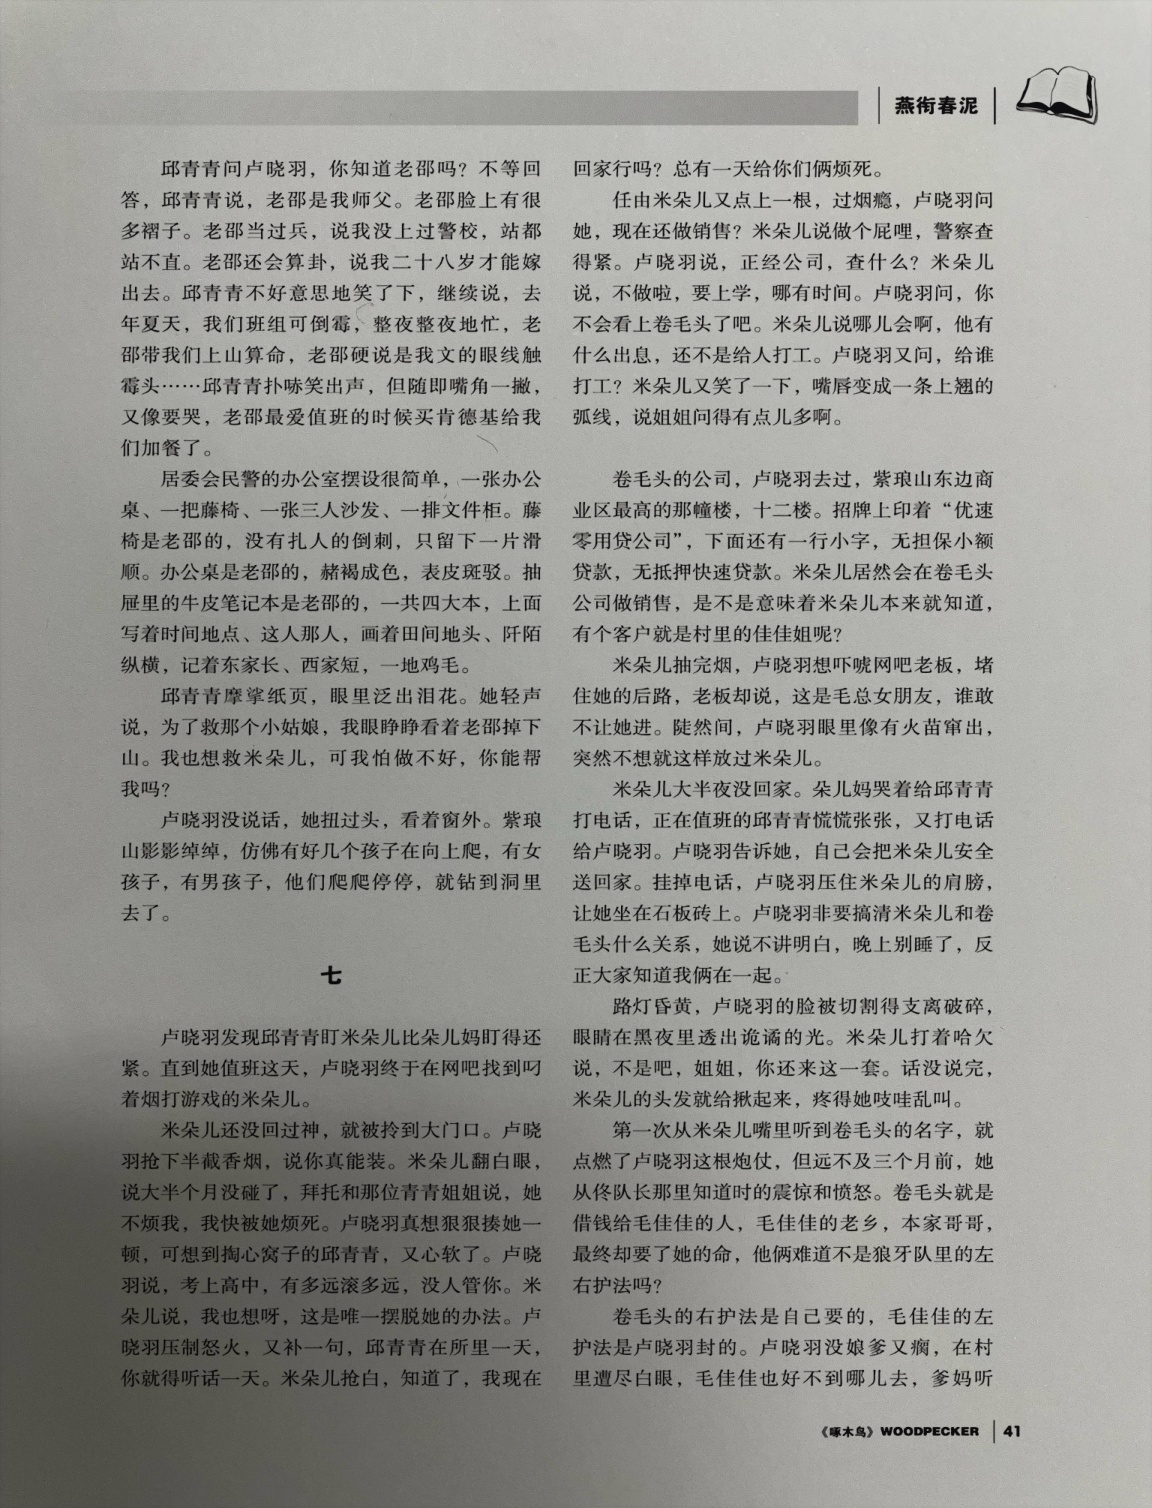 燕衔春泥
邱青青问卢晓羽，你知道老邵吗？不等回
答，邱青青说，老邵是我师父。老邵脸上有很
多褶子。老邵当过兵，说我没上过警校，站都
站不直。老邵还会算卦，说我二十八岁才能嫁
出去。邱青青不好意思地笑了下，继续说，去
年夏天，我们班组可倒霉，整夜整夜地忙，老
邵带我们上山算命，老邵硬说是我文的眼线触
霉头……邱青青扑哧笑出声，但随即嘴角一撇，
又像要哭，老邵最爱值班的时候买肯德基给我
们加餐了。
居委会民警的办公室摆设很简单，一张办公
桌、一把藤椅、一张三人沙发、一排文件柜。藤
椅是老邵的，没有扎人的倒刺，只留下一片滑
顺。办公桌是老邵的，赭褐成色，表皮斑驳。抽
屉里的牛皮笔记本是老邵的，一共四大本，上面
写着时间地点、这人那人，画着田间地头、阡陌
纵横，记着东家长、西家短，一地鸡毛。
邱青青摩挲纸页，眼里泛出泪花。她轻声
说，为了救那个小姑娘，我眼睁睁看着老邵掉下
山。我也想救米朵儿，可我怕做不好，你能帮
我吗？
卢晓羽没说话，她扭过头，看着窗外。紫琅
山影影绰绰，仿佛有好几个孩子在向上爬，有女
孩子，有男孩子，他们爬爬停停，就钻到洞里
去了。
七
卢晓羽发现邱青青盯米朵儿比朵儿妈盯得还
紧。直到她值班这天，卢晓羽终于在网吧找到叼
着烟打游戏的米朵儿。
米朵儿还没回过神，就被拎到大门口。卢晓
羽抢下半截香烟，说你真能装。米朵儿翻白眼，
说大半个月没碰了，拜托和那位青青姐姐说，她
不烦我，我快被她烦死。卢晓羽真想狠狠揍她一
顿，可想到掏心窝子的邱青青，又心软了。卢晓
羽说，考上高中，有多远滚多远，没人管你。米
朵儿说，我也想呀，这是唯一摆脱她的办法。卢
晓羽压制怒火，又补一句，邱青青在所里一天，
你就得听话一天。米朵儿抢白，知道了，我现在
回家行吗？总有一天给你们俩烦死。
任由米朵儿又点上一根，过烟瘾，卢晓羽问
她，现在还做销售？米朵儿说做个屁哩，警察查
得紧。卢晓羽说，正经公司，查什么？米朵儿
说，不做啦，要上学，哪有时间。卢晓羽问，你
不会看上卷毛头了吧。米朵儿说哪儿会啊，他有
什么出息，还不是给人打工。卢晓羽又问，给谁
打工？米朵儿又笑了一下，嘴唇变成一条上翘的
弧线，说姐姐问得有点儿多啊。
卷毛头的公司，卢晓羽去过，紫琅山东边商
业区最高的那幢楼，十二楼。招牌上印着“优速
零用贷公司”，下面还有一行小字，无担保小额
贷款，无抵押快速贷款。米朵儿居然会在卷毛头
公司做销售，是不是意味着米朵儿本来就知道，
有个客户就是村里的佳佳姐呢？
米朵儿抽完烟，卢晓羽想吓唬网吧老板，堵
住她的后路，老板却说，这是毛总女朋友，谁敢
不让她进。陡然间，卢晓羽眼里像有火苗窜出，
突然不想就这样放过米朵儿。
米朵儿大半夜没回家。朵儿妈哭着给邱青青
打电话，正在值班的邱青青慌慌张张，又打电话
给卢晓羽。卢晓羽告诉她，自己会把米朵儿安全
送回家。挂掉电话，卢晓羽压住米朵儿的肩膀，
让她坐在石板砖上。卢晓羽非要搞清米朵儿和卷
毛头什么关系，她说不讲明白，晚上别睡了，反
正大家知道我俩在一起。
路灯昏黄，卢晓羽的脸被切割得支离破碎，
眼睛在黑夜里透出诡谲的光。米朵儿打着哈欠
说，不是吧，姐姐，你还来这一套。话没说完，
米朵儿的头发就给揪起来，疼得她吱哇乱叫。
第一次从米朵儿嘴里听到卷毛头的名字，就
点燃了卢晓羽这根炮仗，但远不及三个月前，她
从佟队长那里知道时的震惊和愤怒。卷毛头就是
借钱给毛佳佳的人，毛佳佳的老乡，本家哥哥，
最终却要了她的命，他俩难道不是狼牙队里的左
右护法吗？
卷毛头的右护法是自己要的，毛佳佳的左
护法是卢晓羽封的。卢晓羽没娘爹又瘸，在村
里遭尽白眼，毛佳佳也好不到哪儿去，爹妈听
《啄木鸟》WOODPECKER 41